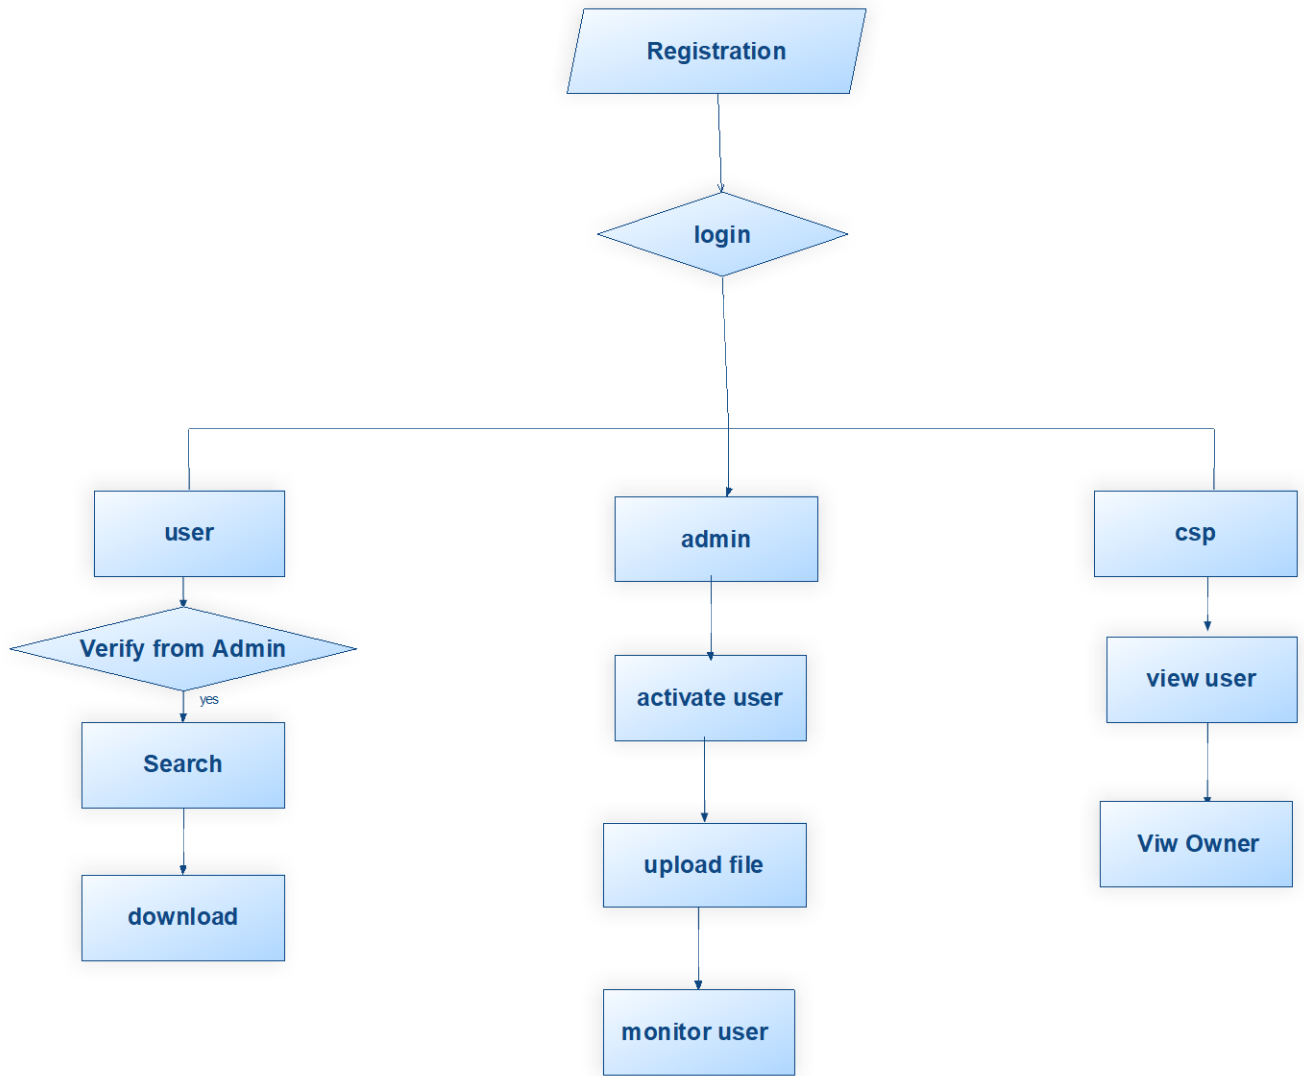 Registration
login
user
admin
csp
Verify from Admin
yes
view user
activate user
Search
Viw Owner
upload file
download
monitor user